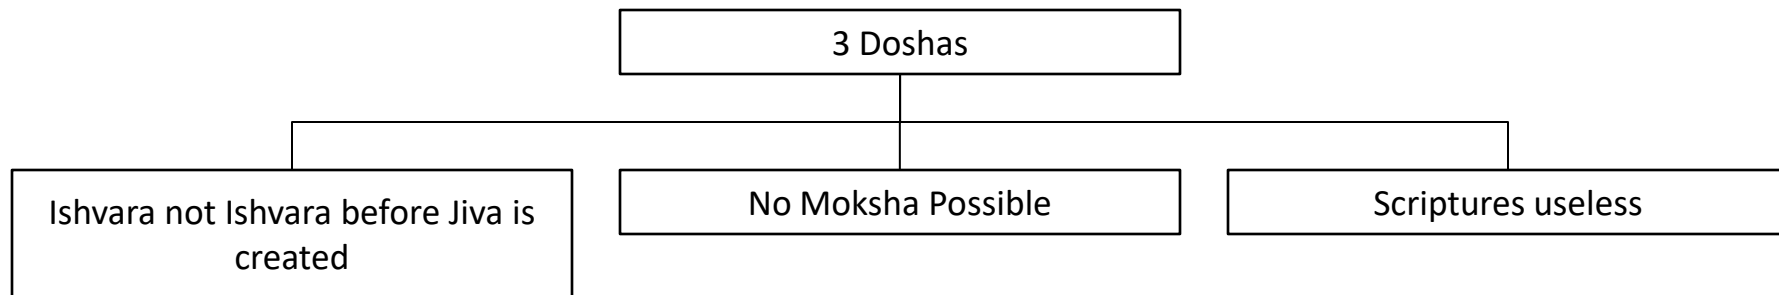 3 Doshas
Ishvara not Ishvara before Jiva is
created
No Moksha Possible
Scriptures useless